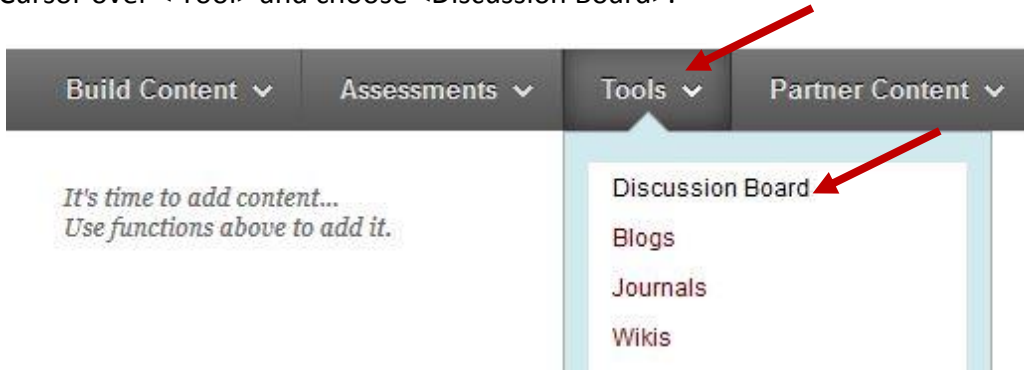 Cursor over < Tool> and choose <Discussion Board>.
Build Content Assessments Tools Partner Content
It's time to add content...
Use functions above to add it.
Discussion Board
Blogs
Journals
Wikis